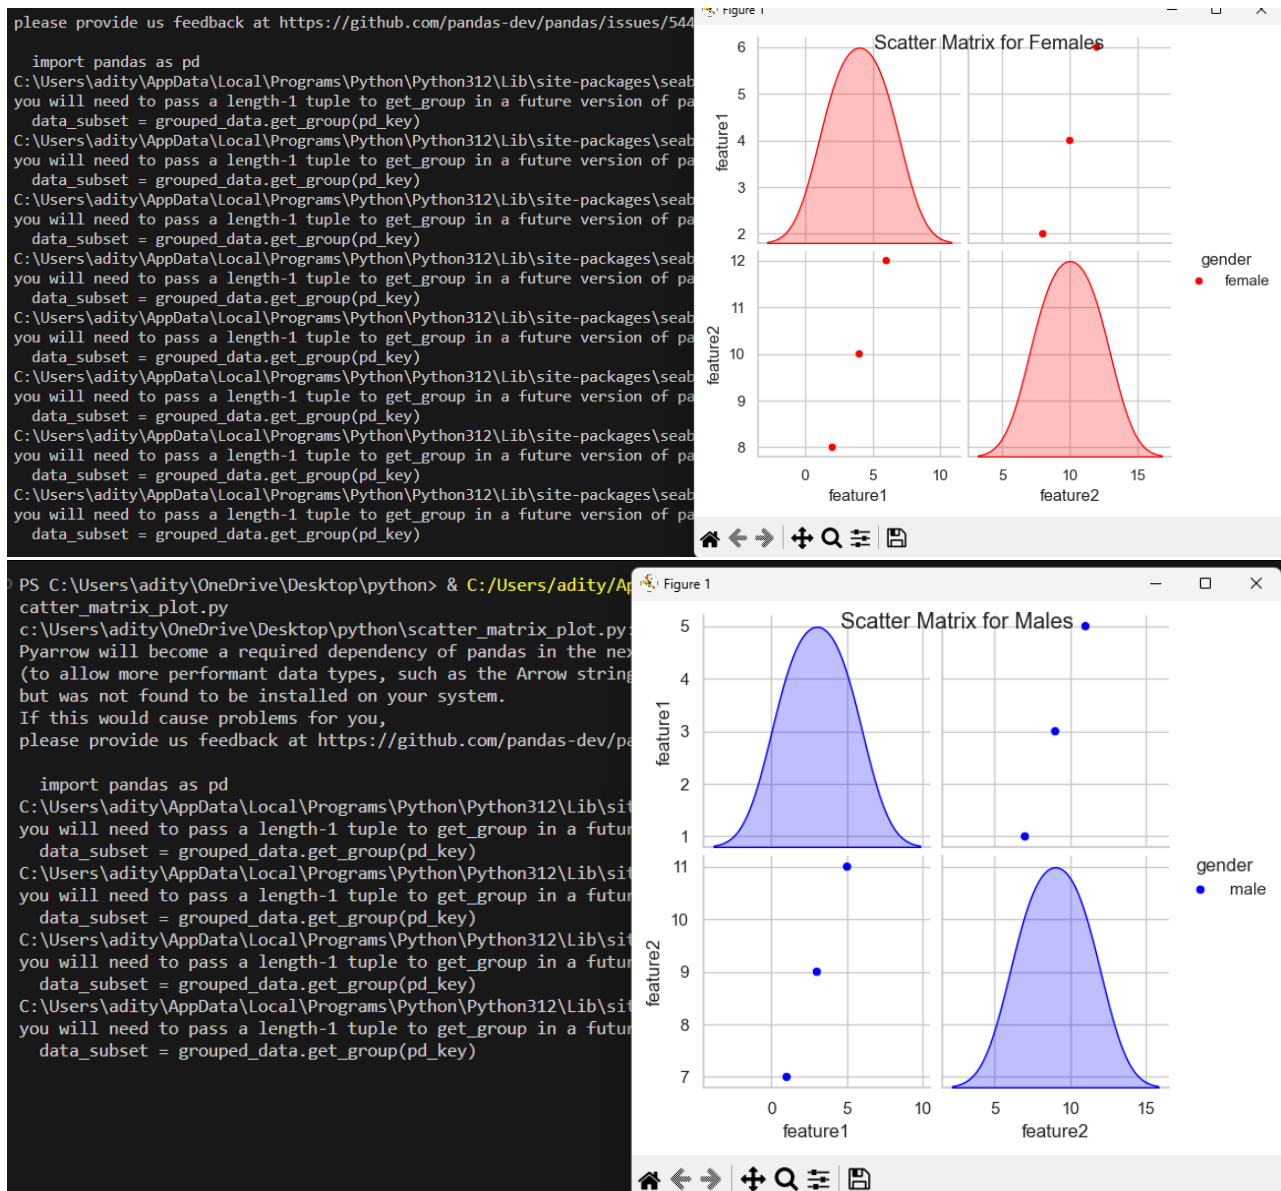 please provide us feedback at https://github.com/pandas-dev/pandas/issues/544
import pandas as pd
C:\Users\adity\AppData\Local\Programs\Python\Python312\Lib\site-packages\seab
you will need to pass a length-1 tuple to get_group in a future version of pa
data_subset = grouped_data.get_group(pd_key)
C:\Users\adity\AppData\Local\Programs\Python\Python312\Lib\site-packages\seab
you will need to pass a length-1 tuple to get_group in a future version of pa
data_subset = grouped_data.get_group(pd_key)
C:\Users\adity\AppData\Local\Programs\Python\Python312\Lib\site-packages\seab
you will need to pass a length-1 tuple to get_group in a future version of pa
data_subset = grouped_data.get_group(pd_key)
C:\Users\adity\AppData\Local\Programs\Python\Python312\Lib\site-packages\seab
you will need to pass a length-1 tuple to get_group in a future version of pa
data_subset = grouped_data.get_group(pd_key)
C:\Users\adity\AppData\Local\Programs\Python\Python312\Lib\site-packages\seab
you will need to pass a length-1 tuple to get_group in a future version of pa
data_subset = grouped_data.get_group(pd_key)
C:\Users\adity\AppData\Local\Programs\Python\Python312\Lib\site-packages\seab
you will need to pass a length-1 tuple to get_group in a future version of pa
data_subset = grouped_data.get_group(pd_key)
C:\Users\adity\AppData\Local\Programs\Python\Python312\Lib\site-packages\seab
you will need to pass a length-1 tuple to get_group in a future version of pa
data_subset = grouped_data.get_group(pd_key)
C:\Users\adity\AppData\Local\Programs\Python\Python312\Lib\site-packages\seab
you will need to pass a length-1 tuple to get_group in a future version of pa
data_subset = grouped_data.get_group(pd_key)
Figure 1
Scatter Matrix for Females
6
5
4
3
2
feature1
12
11
10
9
8
feature2
0 5 10
feature1
5 10 15
feature2
gender
female
PS C:\Users\adity\OneDrive\Desktop\python> & C:/Users/adity/Ap
catter_matrix_plot.py
c:\Users\adity\OneDrive\Desktop\python\scatter_matrix_plot.py:
Pyarrow will become a required dependency of pandas in the nex
(to allow more performant data types, such as the Arrow string
but was not found to be installed on your system.
If this would cause problems for you,
please provide us feedback at https://github.com/pandas-dev/pa
import pandas as pd
C:\Users\adity\AppData\Local\Programs\Python\Python312\Lib\sit
you will need to pass a length-1 tuple to get_group in a futur
data_subset = grouped_data.get_group(pd_key)
C:\Users\adity\AppData\Local\Programs\Python\Python312\Lib\sit
you will need to pass a length-1 tuple to get_group in a futur
data_subset = grouped_data.get_group(pd_key)
C:\Users\adity\AppData\Local\Programs\Python\Python312\Lib\sit
you will need to pass a length-1 tuple to get_group in a futur
data_subset = grouped_data.get_group(pd_key)
C:\Users\adity\AppData\Local\Programs\Python\Python312\Lib\sit
you will need to pass a length-1 tuple to get_group in a futur
data_subset = grouped_data.get_group(pd_key)
Figure 1
Scatter Matrix for Males
5
4
3
2
1
feature1
11
10
9
8
7
feature2
0 5 10
feature1
5 10 15
feature2
gender
male